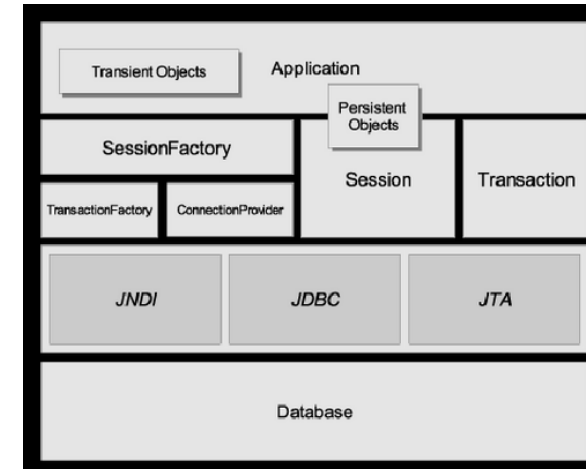 Transient Objects
Application
Persistent
Objects
SessionFactory
Session
Transaction
TransactionFactory
ConnectionProvider
JNDI
JDBC
JTA
Database